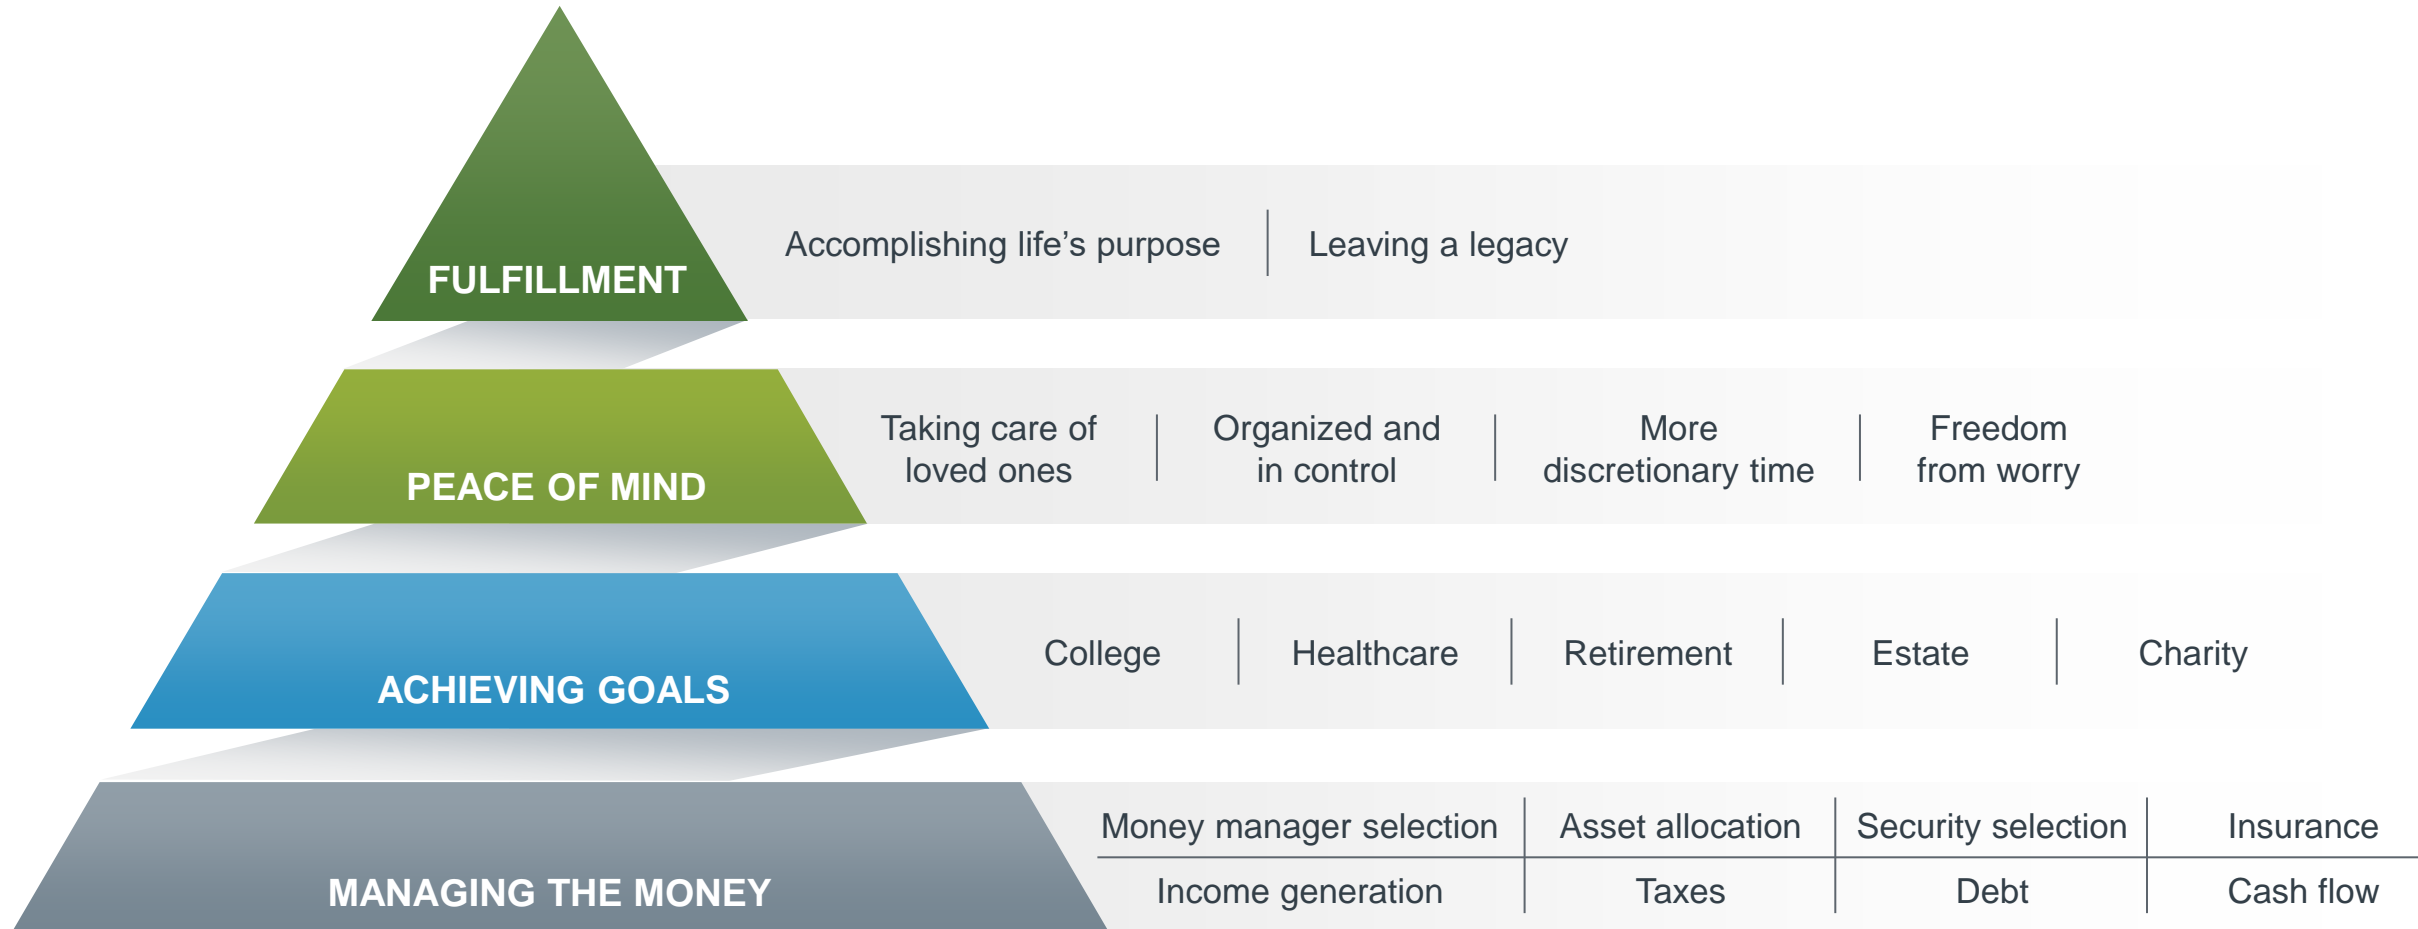 FULFILLMENT
Accomplishing life’s purpose
Leaving a legacy
PEACE OF MIND
Taking care of
loved ones
Organized and
in control
More
discretionary time
Freedom
from worry
ACHIEVING GOALS
College
Healthcare
Retirement
Estate
Charity
MANAGING THE MONEY
Money manager selection
Asset allocation
Security selection
Insurance
Income generation
Taxes
Debt
Cash flow